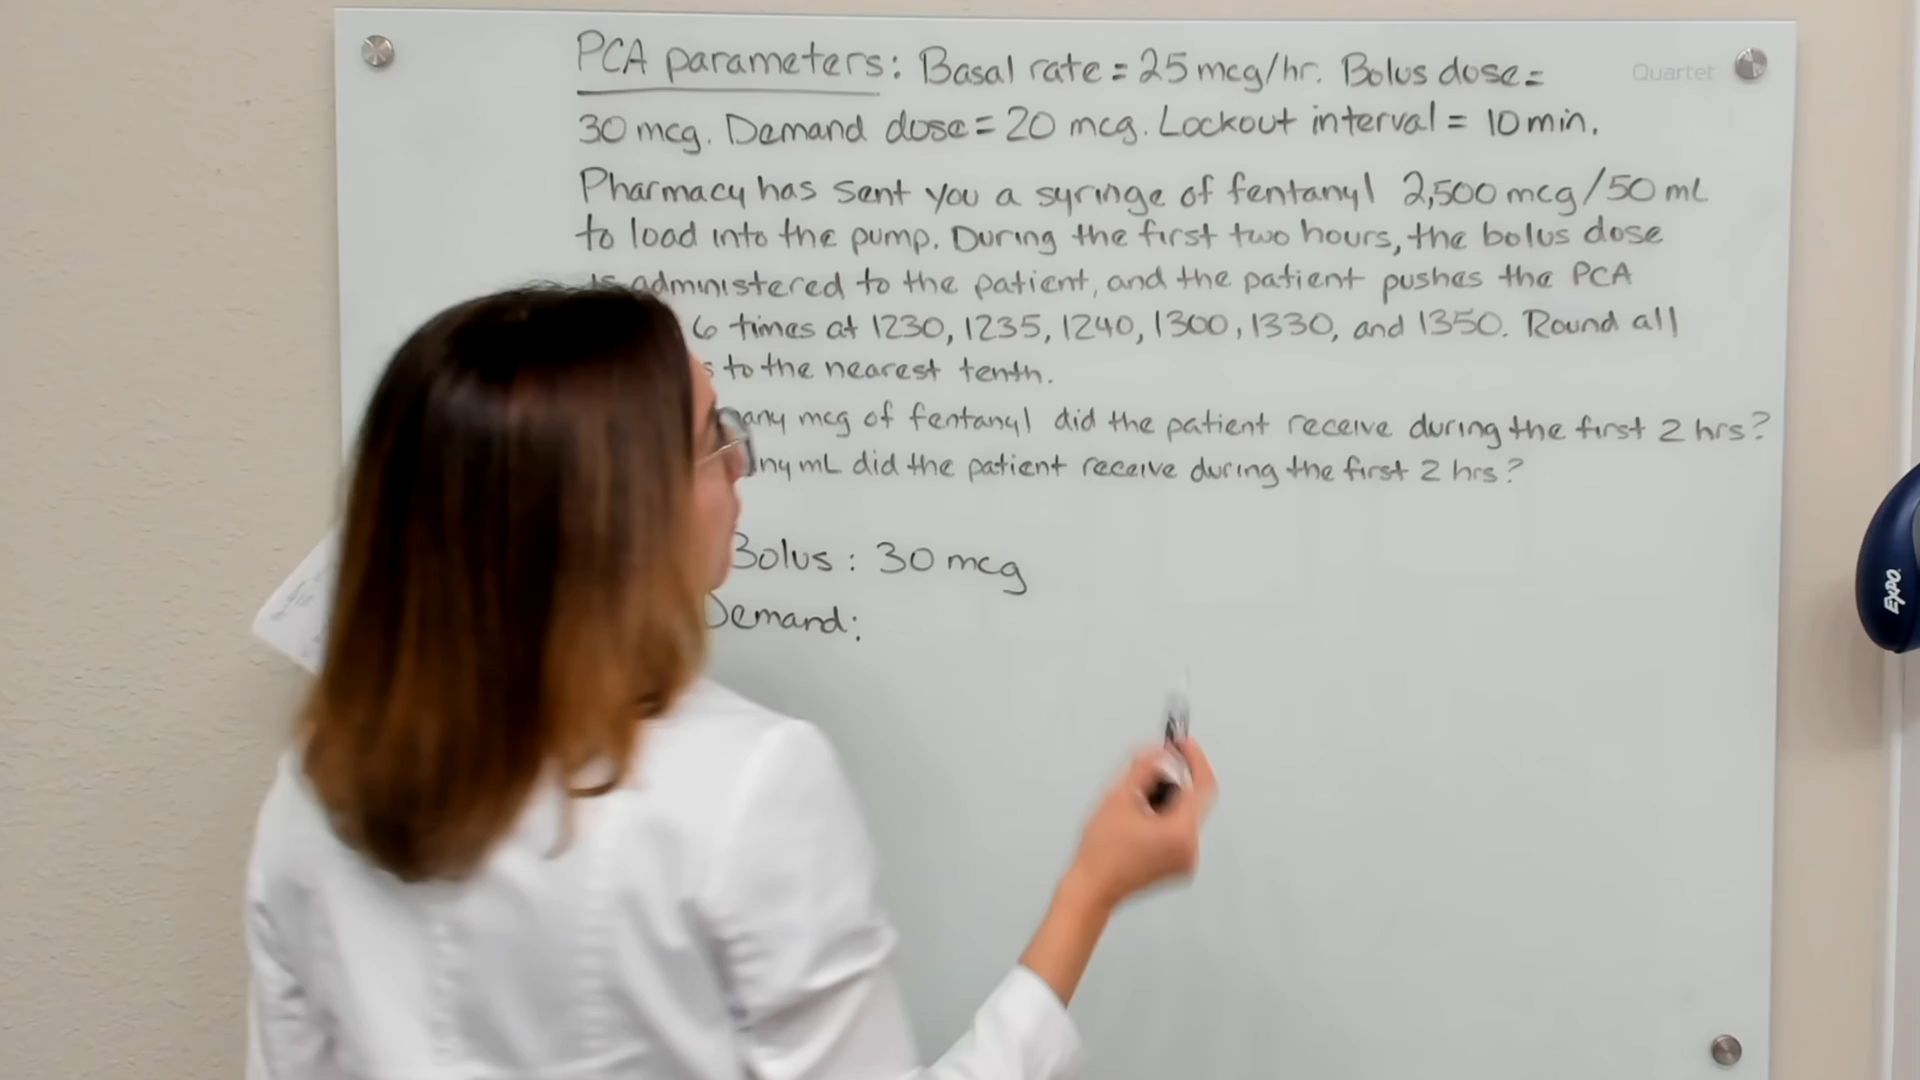 PCA parameters: Basal rate = 25 mcg/hr. Bolus dose =
Quartet
30 mcg. Demand dose = 20 mcg. Lockout interval = 10 min.
Pharmacy has sent you a syringe of fentanyl 2,500 mcg/50 mL
to load into the pump. During the first two hours, the bolus dose
is administered to the patient, and the patient pushes the PCA
6 times at 1230, 1235, 1240, 1300, 1330, and 1350. Round all
to the nearest tenth.
mcg of fentanyl did the patient receive during the first 2 hrs?
mL did the patient receive during the first 2 hrs?
Bolus: 30 mcg
Demand:
EXPO